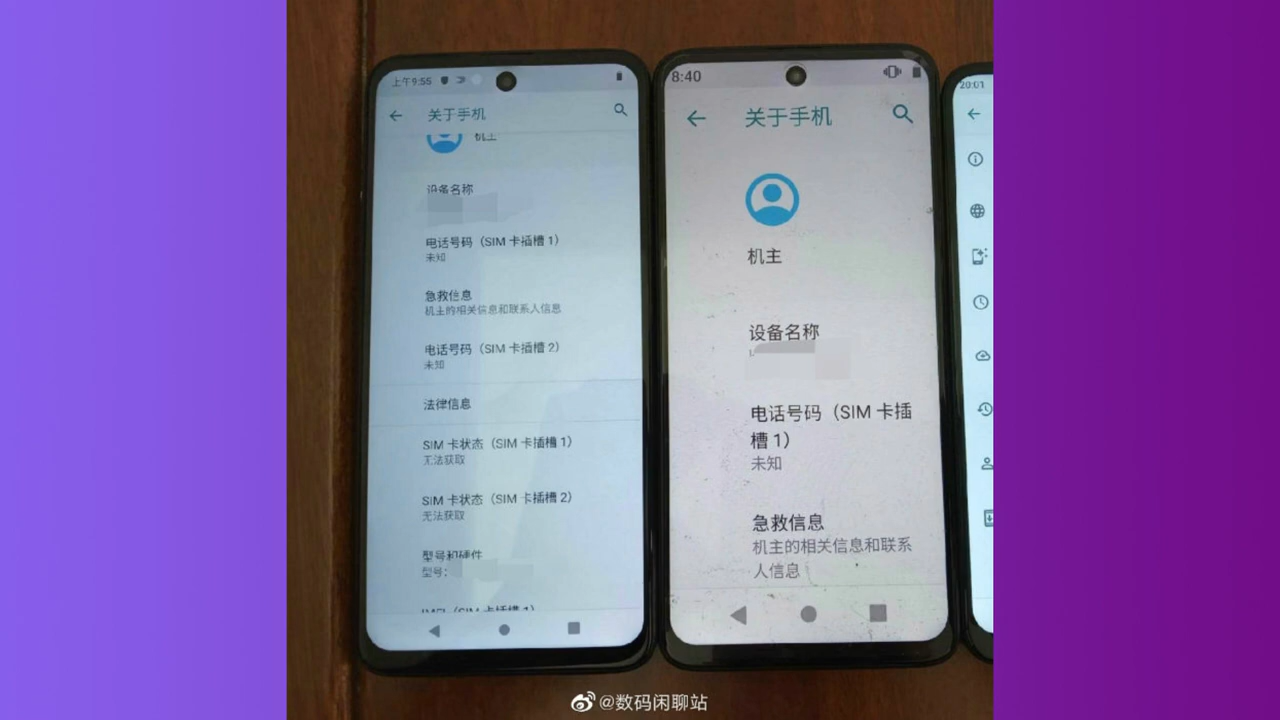 上午9:55
关于手机
机主
设备名称
电话号码（SIM 卡插槽 1）
未知
急救信息
机主的相关信息和联系人信息
电话号码（SIM 卡插槽 2）
未知
法律信息
SIM 卡状态（SIM 卡插槽 1）
无法获取
SIM 卡状态（SIM 卡插槽 2）
无法获取
型号和硬件
型号：
IMEI（SIM 卡插槽 1）
8:40
关于手机
机主
设备名称
电话号码（SIM 卡插
槽 1）
未知
急救信息
机主的相关信息和联系
人信息
20:01
@数码闲聊站